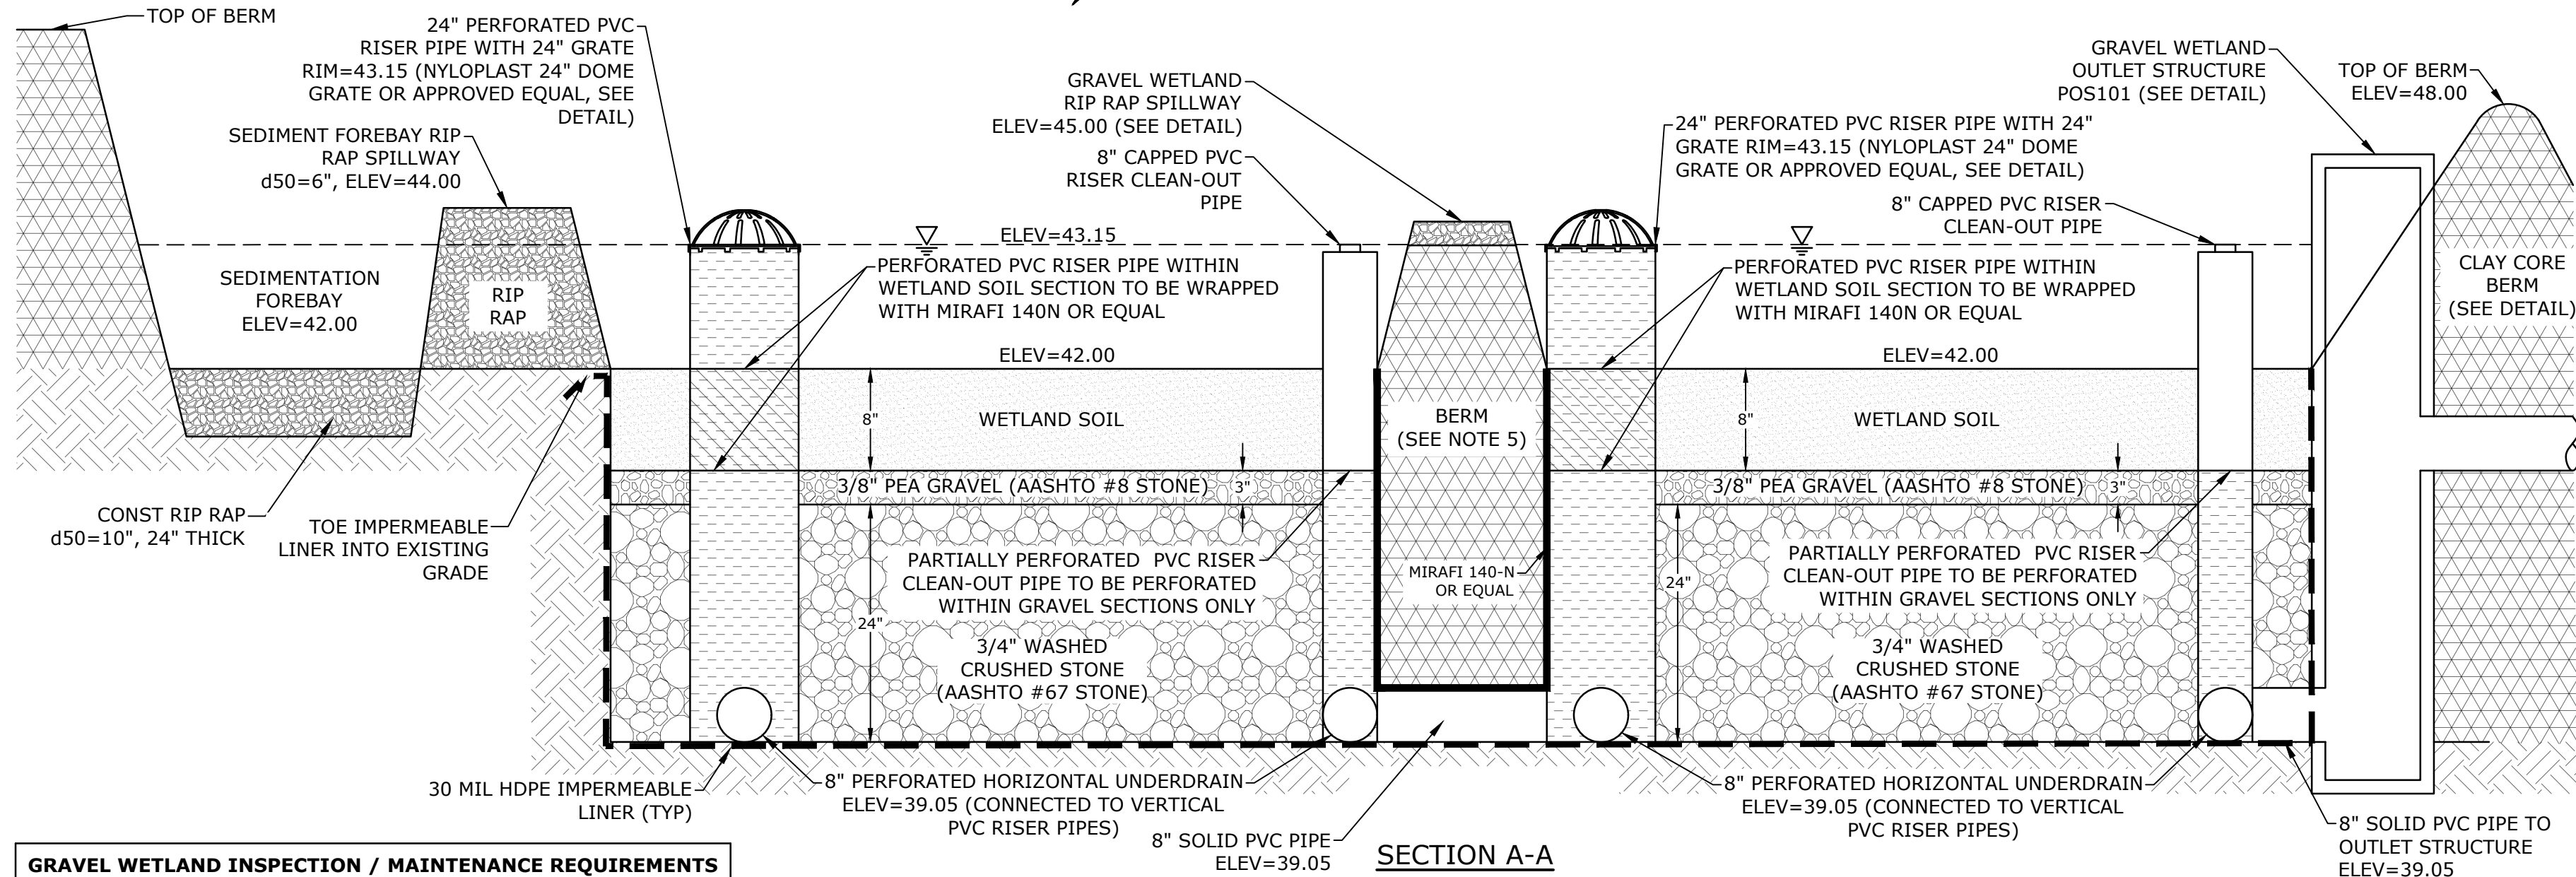 TOP OF BERM
24" PERFORATED PVC
RISER PIPE WITH 24" GRATE
RIM=43.15 (NYLOPLAST 24" DOME
GRATE OR APPROVED EQUAL, SEE
DETAIL)
SEDIMENT FOREBAY RIP
RAP SPILLWAY
d50=6", ELEV=44.00
GRAVEL WETLAND
RIP RAP SPILLWAY
ELEV=45.00 (SEE DETAIL)
8" CAPPED PVC
RISER CLEAN-OUT
PIPE
GRAVEL WETLAND
OUTLET STRUCTURE
POS101 (SEE DETAIL)
TOP OF BERM
ELEV=48.00
24" PERFORATED PVC RISER PIPE WITH 24"
GRATE RIM=43.15 (NYLOPLAST 24" DOME
GRATE OR APPROVED EQUAL, SEE DETAIL)
8" CAPPED PVC RISER
CLEAN-OUT PIPE
ELEV=43.15
SEDIMENTATION
FOREBAY
ELEV=42.00
RIP
RAP
PERFORATED PVC RISER PIPE WITHIN
WETLAND SOIL SECTION TO BE WRAPPED
WITH MIRAFI 140N OR EQUAL
PERFORATED PVC RISER PIPE WITHIN
WETLAND SOIL SECTION TO BE WRAPPED
WITH MIRAFI 140N OR EQUAL
CLAY CORE
BERM
(SEE DETAIL)
ELEV=42.00
ELEV=42.00
8"
WETLAND SOIL
BERM
(SEE NOTE 5)
8"
WETLAND SOIL
3/8" PEA GRAVEL (AASHTO #8 STONE)
3"
3/8" PEA GRAVEL (AASHTO #8 STONE)
3"
CONST RIP RAP
d50=10", 24" THICK
TOE IMPERMEABLE
LINER INTO EXISTING
GRADE
PARTIALLY PERFORATED PVC RISER
CLEAN-OUT PIPE TO BE PERFORATED
WITHIN GRAVEL SECTIONS ONLY
MIRAFI 140-N
OR EQUAL
PARTIALLY PERFORATED PVC RISER
CLEAN-OUT PIPE TO BE PERFORATED
WITHIN GRAVEL SECTIONS ONLY
24"
24"
3/4" WASHED
CRUSHED STONE
(AASHTO #67 STONE)
3/4" WASHED
CRUSHED STONE
(AASHTO #67 STONE)
30 MIL HDPE IMPERMEABLE
LINER (TYP)
8" PERFORATED HORIZONTAL UNDERDRAIN
ELEV=39.05 (CONNECTED TO VERTICAL
PVC RISER PIPES)
8" SOLID PVC PIPE
ELEV=39.05
8" PERFORATED HORIZONTAL UNDERDRAIN
ELEV=39.05 (CONNECTED TO VERTICAL
PVC RISER PIPES)
8" SOLID PVC PIPE TO
OUTLET STRUCTURE
ELEV=39.05
SECTION A-A
GRAVEL WETLAND INSPECTION / MAINTENANCE REQUIREMENTS